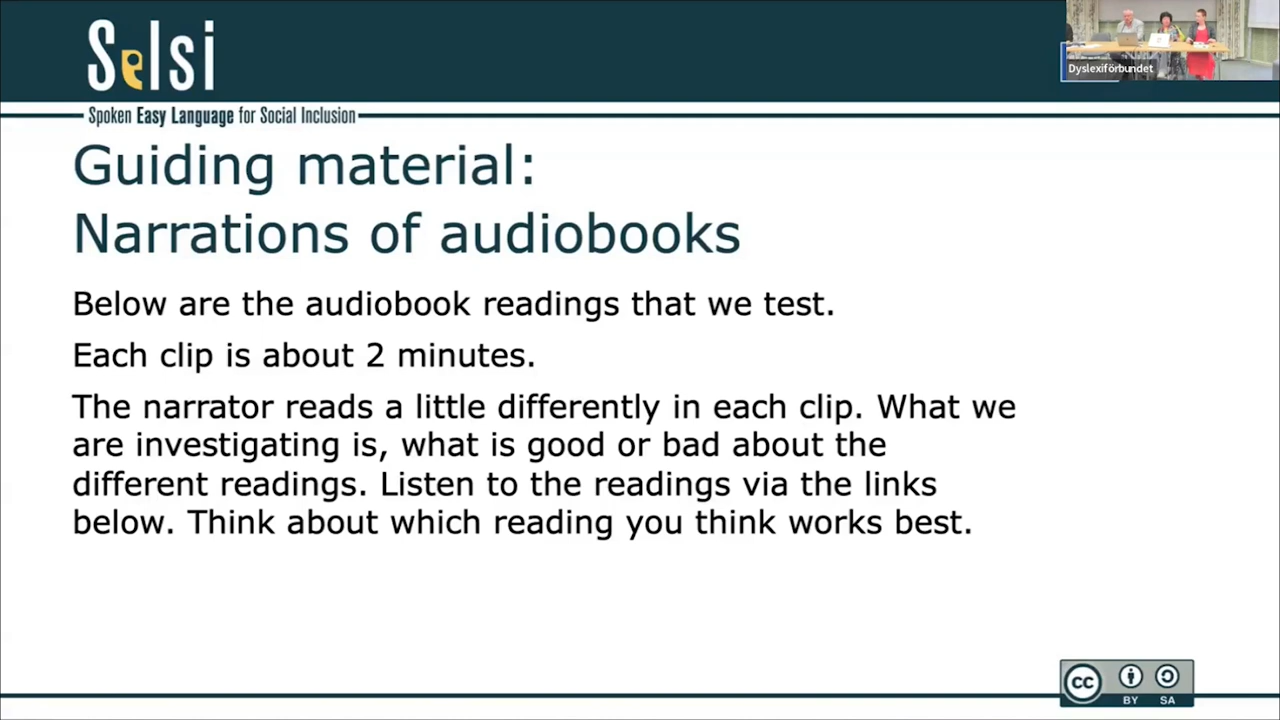 Selsi
Dyslexiförbundet
Spoken Easy Language for Social Inclusion
Guiding material:
Narrations of audiobooks
Below are the audiobook readings that we test.
Each clip is about 2 minutes.
The narrator reads a little differently in each clip. What we
are investigating is, what is good or bad about the
different readings. Listen to the readings via the links
below. Think about which reading you think works best.
cc
BY SA